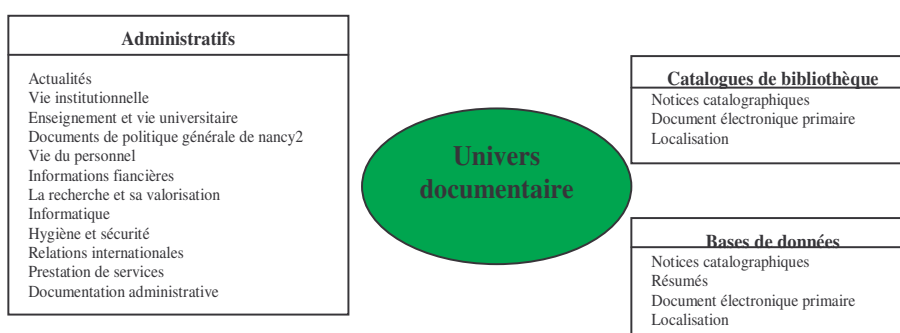 Administratifs
Actualités
Vie institutionnelle
Enseignement et vie universitaire
Documents de politique générale de nancy2
Vie du personnel
Informations fiancières
La recherche et sa valorisation
Informatique
Hygiène et sécurité
Relations internationales
Prestation de services
Documentation administrative
Univers
documentaire
Catalogues de bibliothèque
Notices catalographiques
Document électronique primaire
Localisation
Bases de données
Notices catalographiques
Résumés
Document électronique primaire
Localisation